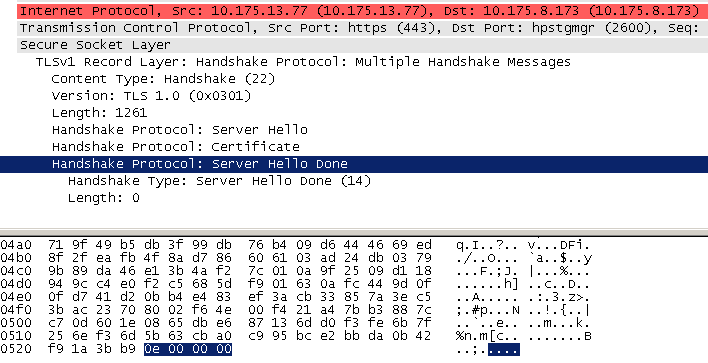 Internet Protocol, Src: 10.175.13.77 (10.175.13.77), Dst: 10.175.8.173 (10.175.8.173)
Transmission Control Protocol, Src Port: https (443), Dst Port: hpstgmgr (2600), Seq:
Secure Socket Layer
TLSv1 Record Layer: Handshake Protocol: Multiple Handshake Messages
Content Type: Handshake (22)
Version: TLS 1.0 (0x0301)
Length: 1261
Handshake Protocol: Server Hello
Handshake Protocol: Certificate
Handshake Protocol: Server Hello Done
Handshake Type: Server Hello Done (14)
Length: 0
04a0 71 9f 49 b5 db 3f 99 db 76 b4 09 d6 44 46 69 ed q.I..?.. v...DFi.
04b0 8f 2f ea fb 4f 8a d7 86 60 61 03 ad 24 db 03 79 ./..O... `a..$..y
04c0 9b 89 da 46 e1 3b 4a f2 7c 01 0a 9f 25 09 d1 18 ...F.;J. |...%...
04d0 94 9c c4 e0 f2 c5 68 5d f9 01 63 0a fc 44 9d 0f ......h] ..c..D..
04e0 0f d7 41 d2 0b b4 e4 83 ef 3a cb 33 85 7a 3e c5 ..A..... .:.3.z>.
04f0 3b ac 23 70 80 02 f6 4e 00 f4 21 a4 7b b3 88 7c ;.#p...N ..!.{..|
0500 c7 0d 60 1e 08 65 db e6 87 13 6d d0 f3 fe 6b 7f ..`..e.. ..m...k.
0510 25 6e f3 6d 5b 63 cb a0 c9 95 bc e2 bb da 0b 42 %n.m[c.. .......B
0520 f9 1a 3b b9 0e 00 00 00 ..;.....